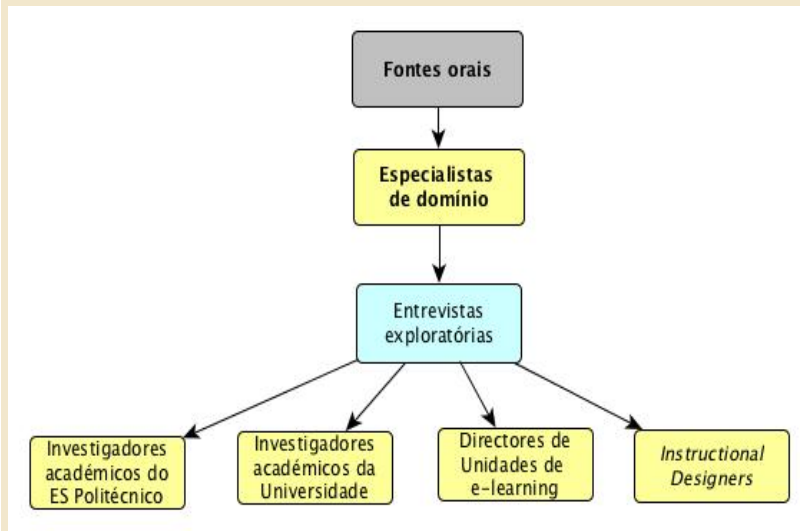 Fontes orais
Especialistas
de domínio
Entrevistas
exploratórias
Investigadores
académicos do
ES Politécnico
Investigadores
académicos da
Universidade
Directores de
Unidades de
e-learning
Instructional
Designers